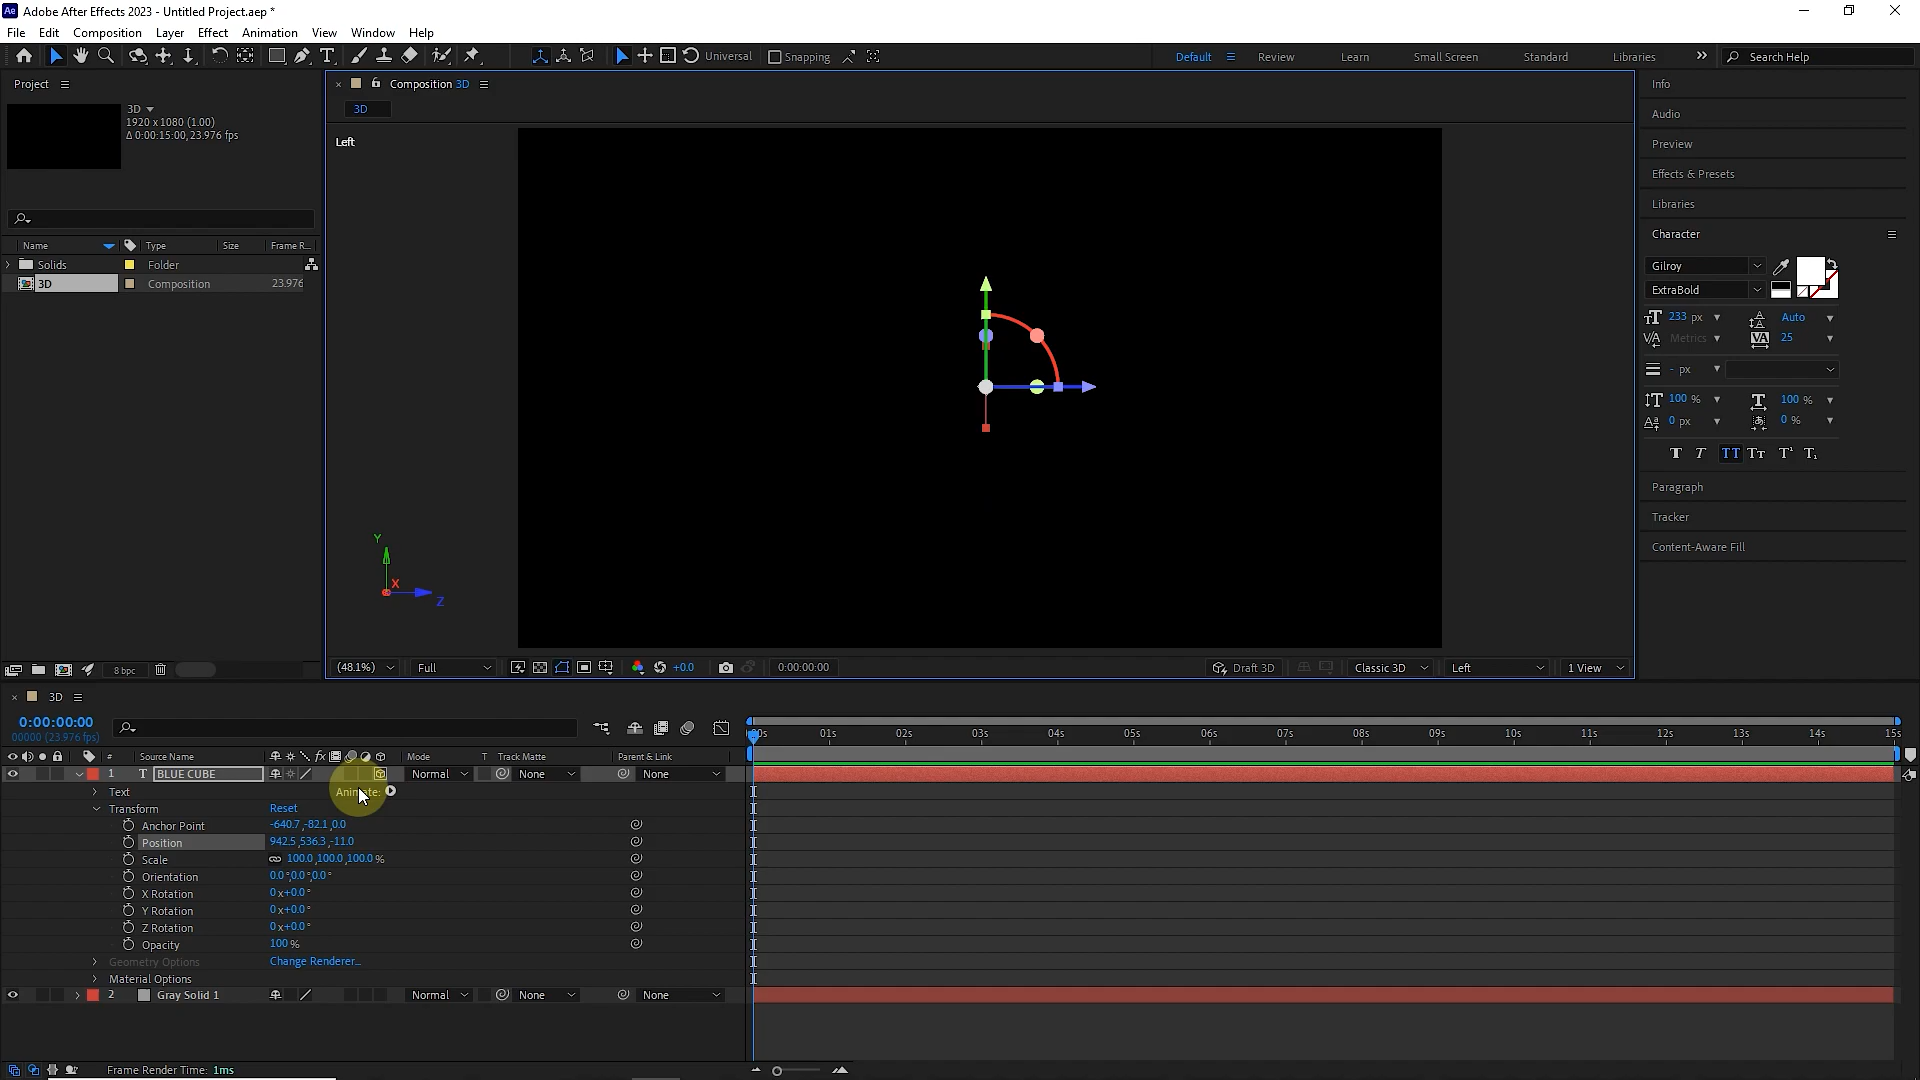 Ae Adobe After Effects 2023 - Untitled Project.aep *
File Edit Composition Layer Effect Animation View Window Help
Universal Snapping Default Review Learn Small Screen Standard Libraries Search Help
Project
3D
1920 x 1080 (1.00)
Δ 0:00:15:00, 23.976 fps
Name Type Size Frame R...
Solids Folder
3D Composition 23.976
8 bpc
Composition 3D
3D
Left
Y
X
Z
(48.1%) Full +0.0 0:00:00:00 Draft 3D Classic 3D Left 1 View
Info
Audio
Preview
Effects & Presets
Libraries
Character
Gilroy
ExtraBold
233 px Auto
Metrics 25
- px
100 % 100 %
0 px 0 %
Paragraph
Tracker
Content-Aware Fill
3D
0:00:00:00
00000 (23.976 fps)
01s 02s 03s 04s 05s 06s 07s 08s 09s 10s 11s 12s 13s 14s 15s
# Source Name fx Mode T Track Matte Parent & Link
1 T BLUE CUBE Normal None None
Text Animate:
Transform Reset
Anchor Point -640.7,-82.1,0.0
Position 942.5,536.3,-11.0
Scale 100.0,100.0,100.0 %
Orientation 0.0°,0.0°,0.0°
X Rotation 0x+0.0°
Y Rotation 0x+0.0°
Z Rotation 0x+0.0°
Opacity 100 %
Geometry Options Change Renderer...
Material Options
2 Gray Solid 1 Normal None None
Frame Render Time: 1ms